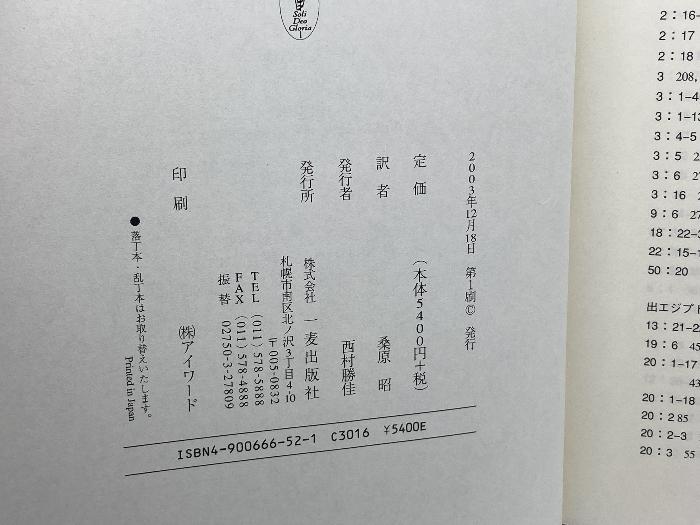 Soli
Deo
Gloria
2003年12月18日　第1刷©　発行
定　価　（本体5400円＋税）
訳　者　桑原　昭
発行者　西村勝佳
発行所　株式会社　一麦出版社
札幌市南区北ノ沢3丁目4-10
〒005-0832
TEL (011) 578-5888
FAX (011) 578-4888
振替 02750-3-27809
印　刷　㈱アイワード
●落丁本・乱丁本はお取り替えいたします。
Printed in Japan
ISBN4-900666-52-1 C3016 ¥5400E
2：16-
2：17
2：18
3 208,
3：1-4
3：1-13
3：4-5
3：5 2
3：6 27
3：16 2
9：6 27
18：22-3
22：15-1
50：20
出エジプト
13：21-2
19：6 45
20：1-17
43
20：1-18
20：2 85
20：2-3
20：3 55